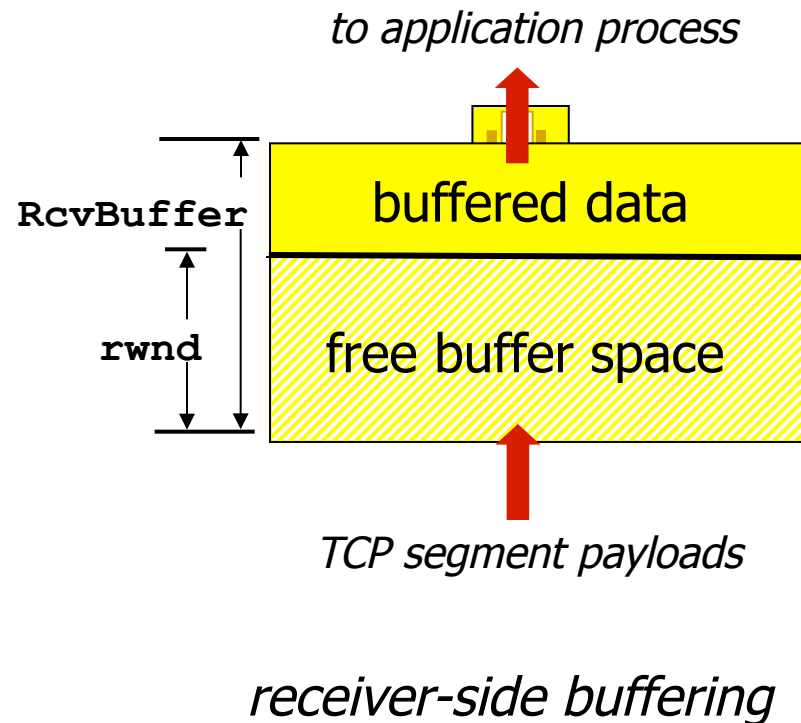 to application process
RcvBuffer
buffered data
rwnd
free buffer space
TCP segment payloads
receiver-side buffering